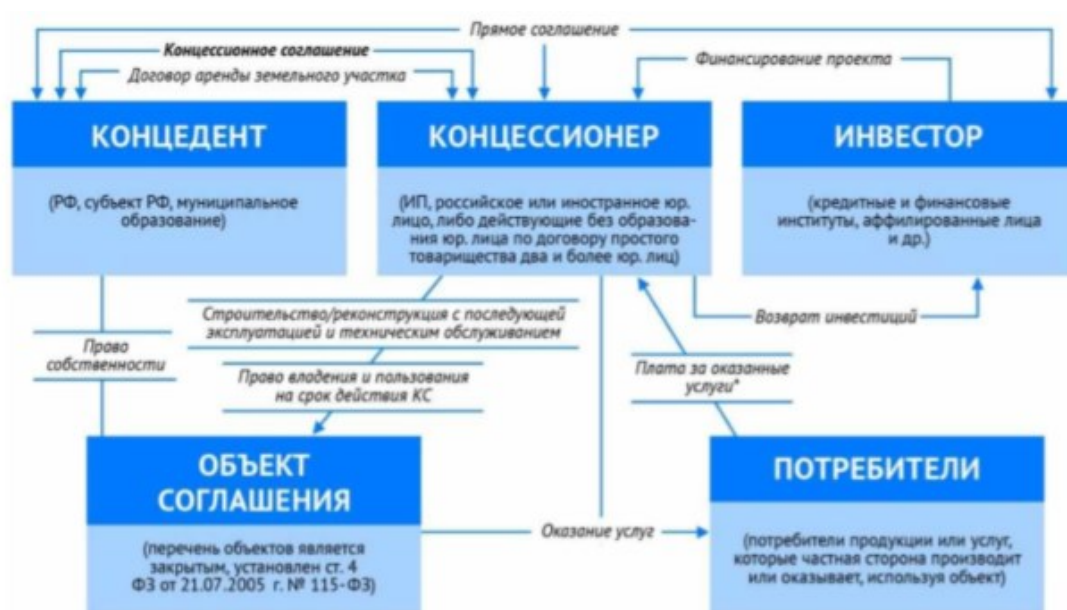 Прямое соглашение
Концессионное соглашение
Договор аренды земельного участка
Финансирование проекта
КОНЦЕДЕНТ
(РФ, субъект РФ, муниципальное
образование)
КОНЦЕССИОНЕР
(ИП, российское или иностранное юр.
лицо, либо действующие без образова-
ния юр. лица по договору простого
товарищества два и более юр. лиц)
ИНВЕСТОР
(кредитные и финансовые
институты, аффилированные лица
и др.)
Строительство/реконструкция с последующей
эксплуатацией и техническим обслуживанием
Возврат инвестиций
Право
собственности
Право владения и пользования
на срок действия КС
Плата за оказанные
услуги*
ОБЪЕКТ
СОГЛАШЕНИЯ
(перечень объектов является
закрытым, установлен ст. 4
ФЗ от 21.07.2005 г. № 115-ФЗ)
Оказание услуг
ПОТРЕБИТЕЛИ
(потребители продукции или услуг,
которые частная сторона производит
или оказывает, используя объект)